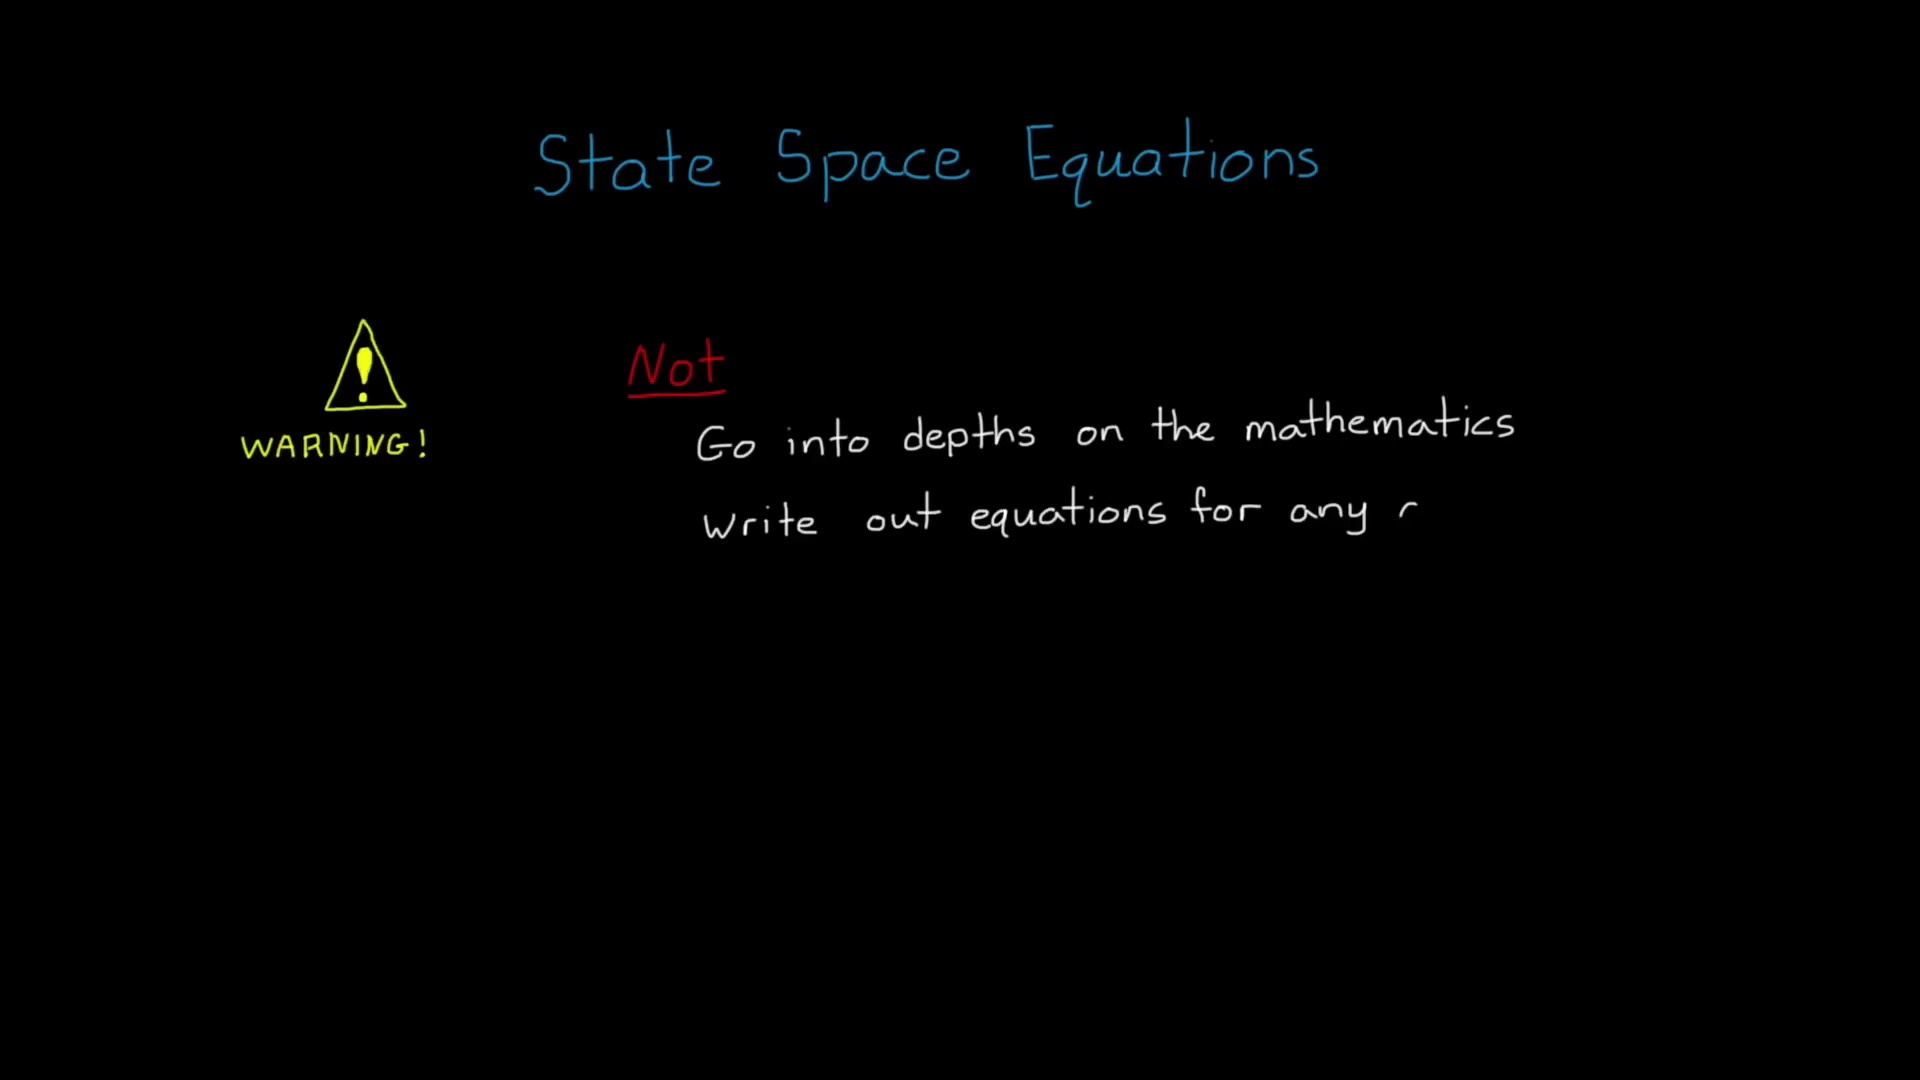 State Space Equations
WARNING!
Not
Go into depths on the mathematics
write out equations for any r